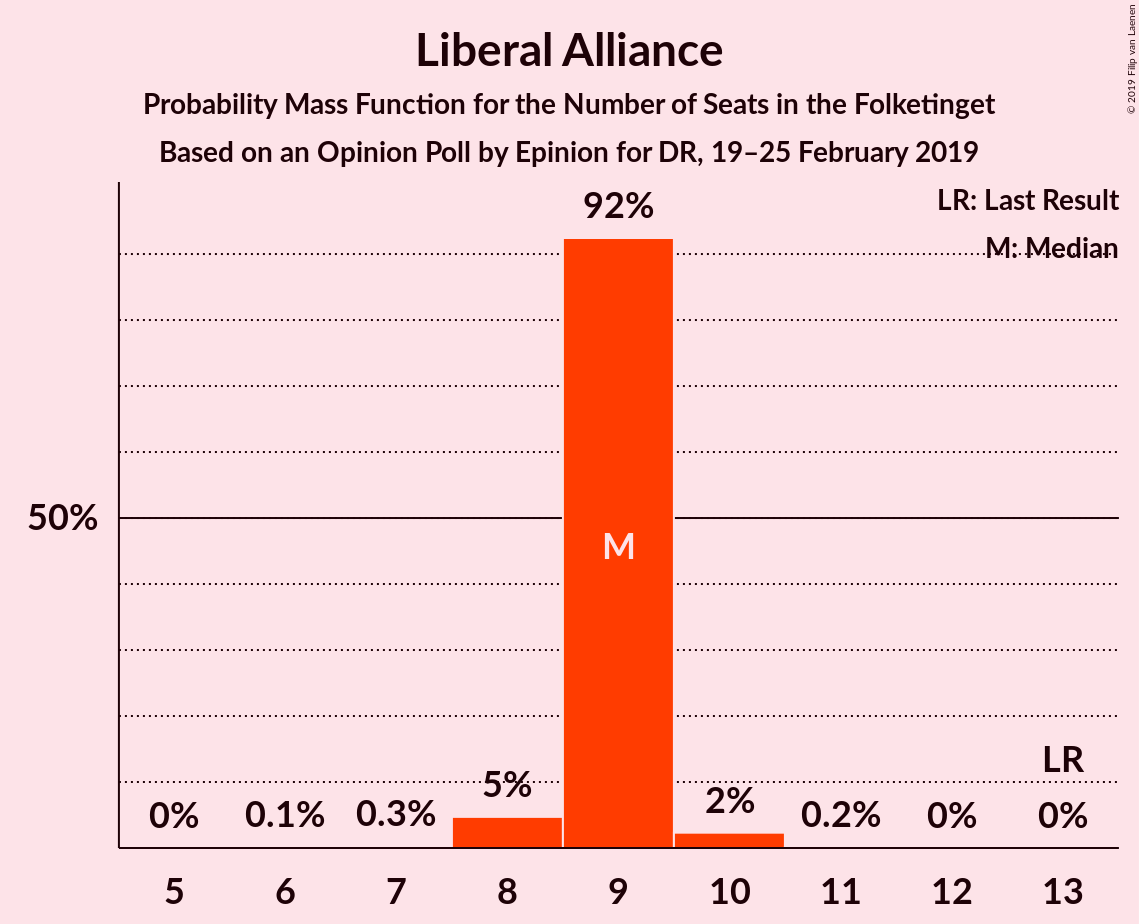 Liberal Alliance
Probability Mass Function for the Number of Seats in the Folketinget
Based on an Opinion Poll by Epinion for DR, 19–25 February 2019
© 2019 Filip van Laenen
LR: Last Result
M: Median
92%
50%
M
LR
0%
0.1%
0.3%
5%
2%
0.2%
0%
0%
5
6
7
8
9
10
11
12
13